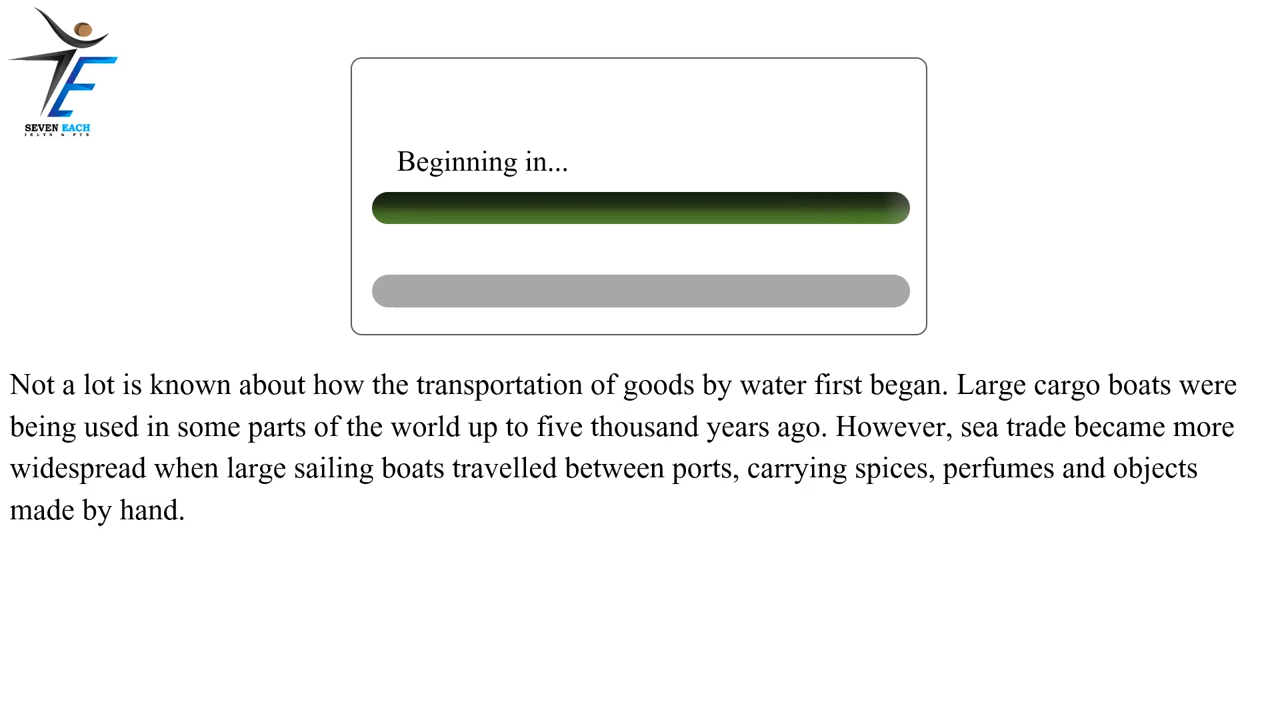 SEVEN EACH
IELTS & PTE
Beginning in...
Not a lot is known about how the transportation of goods by water first began. Large cargo boats were
being used in some parts of the world up to five thousand years ago. However, sea trade became more
widespread when large sailing boats travelled between ports, carrying spices, perfumes and objects
made by hand.